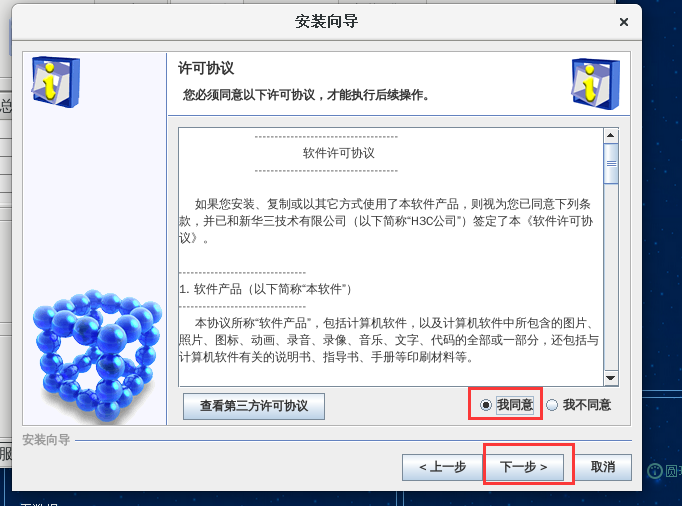 安装向导
总
许可协议
您必须同意以下许可协议，才能执行后续操作。
------------------------------------
软件许可协议
------------------------------------
如果您安装、复制或以其它方式使用了本软件产品，则视为您已同意下列条
款，并已和新华三技术有限公司（以下简称“H3C公司”）签定了本《软件许可协
议》。
--------------------------------
1. 软件产品（以下简称“本软件”）
--------------------------------
本协议所称“软件产品”，包括计算机软件，以及计算机软件中所包含的图片、
照片、图标、动画、录音、录像、音乐、文字、代码的全部或一部分，还包括与
计算机软件有关的说明书、指导书、手册等印刷材料等。
查看第三方许可协议
我同意
我不同意
安装向导
服
< 上一步
下一步 >
取消
圆